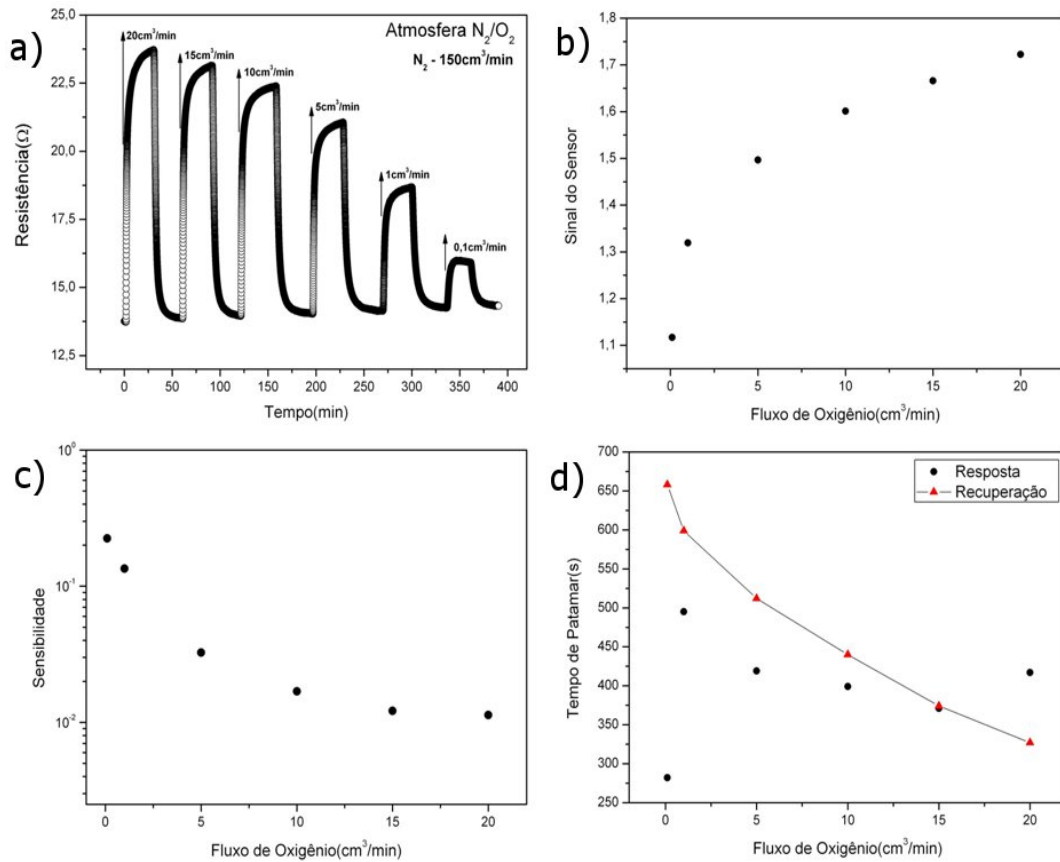 a)
Atmosfera N₂/O₂
N₂ - 150cm³/min
20cm³/min
15cm³/min
10cm³/min
5cm³/min
1cm³/min
0,1cm³/min
Resistência(Ω)
25,0
22,5
20,0
17,5
15,0
12,5
0 50 100 150 200 250 300 350 400
Tempo(min)
b)
Sinal do Sensor
1,8
1,7
1,6
1,5
1,4
1,3
1,2
1,1
0 5 10 15 20
Fluxo de Oxigênio(cm³/min)
c)
Sensibilidade
10⁰
10⁻¹
10⁻²
0 5 10 15 20
Fluxo de Oxigênio(cm³/min)
d)
Resposta
Recuperação
Tempo de Patamar(s)
700
650
600
550
500
450
400
350
300
250
0 5 10 15 20
Fluxo de Oxigênio(cm³/min)